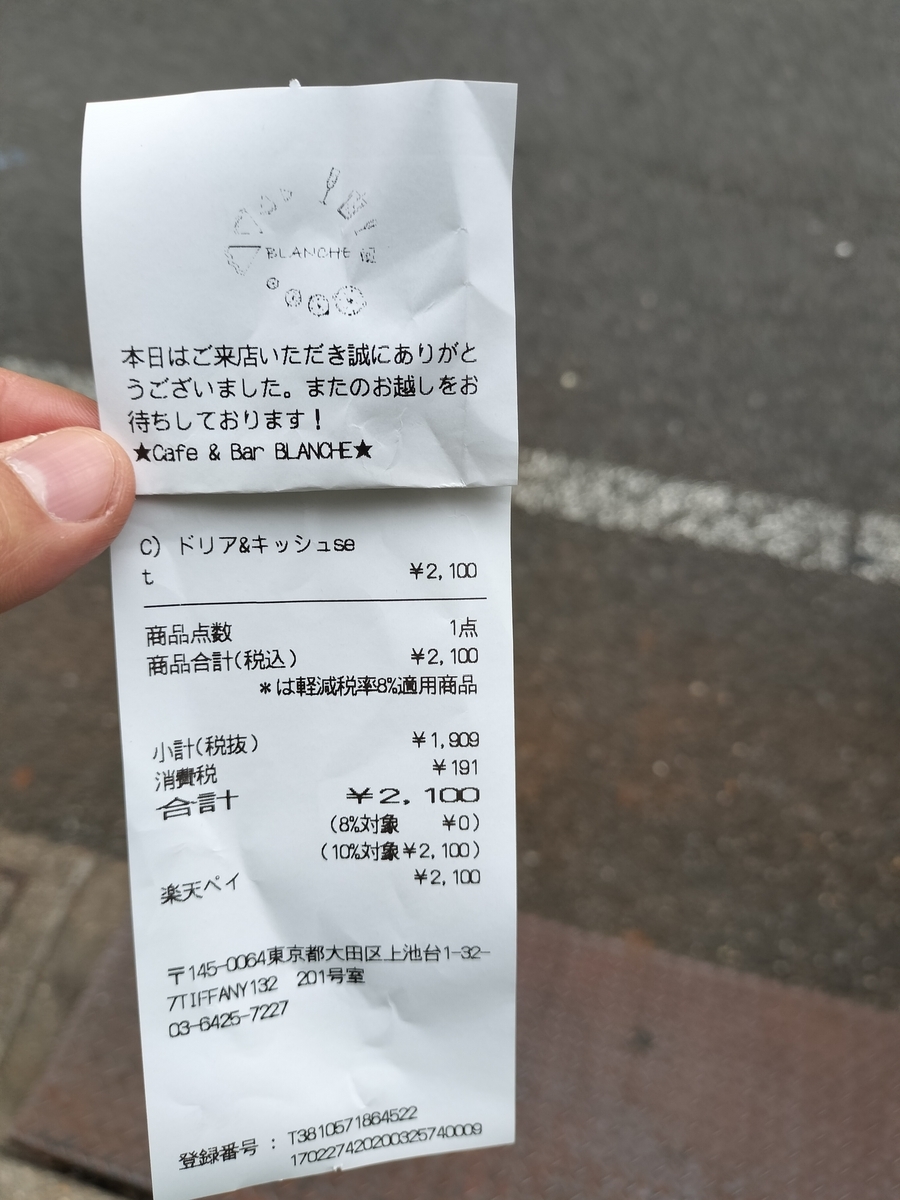 BLANCHE
本日はご来店いただき誠にありがと
うございました。またのお越しをお
待ちしております！
★Cafe & Bar BLANCHE★
C) ドリア&キッシュse
t ¥2,100
商品点数 1点
商品合計(税込) ¥2,100
*は軽減税率8%適用商品
小計(税抜) ¥1,909
消費税 ¥191
合計 ¥2,100
(8%対象 ¥0)
(10%対象¥2,100)
楽天ペイ ¥2,100
〒145-0064東京都大田区上池台1-32-
7TIFFANY132 201号室
03-6425-7227
登録番号 : T3810571864522
170227420200325740009